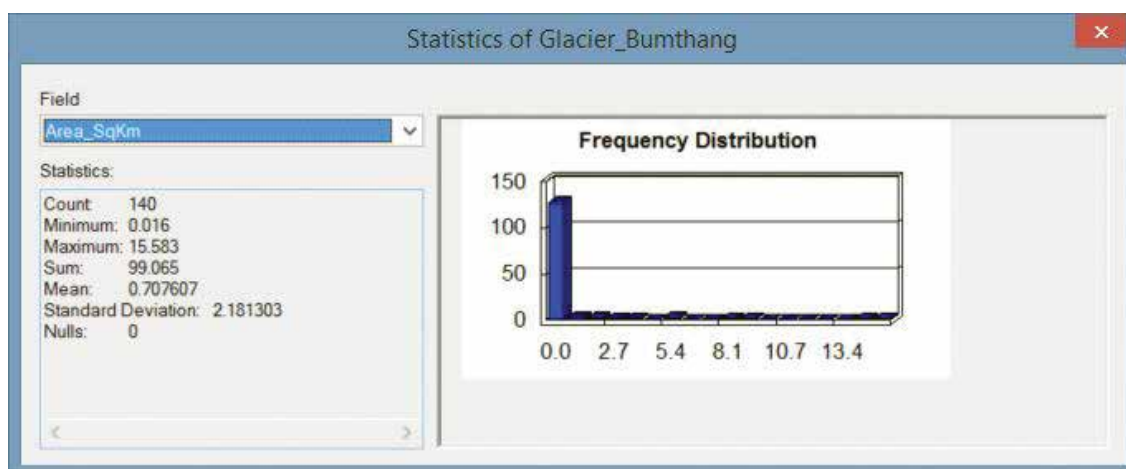 Statistics of Glacier_Bumthang
Field
Area_SqKm
Statistics:
Count: 140
Minimum: 0.016
Maximum: 15.583
Sum: 99.065
Mean: 0.707607
Standard Deviation: 2.181303
Nulls: 0
Frequency Distribution
150
100
50
0
0.0 2.7 5.4 8.1 10.7 13.4